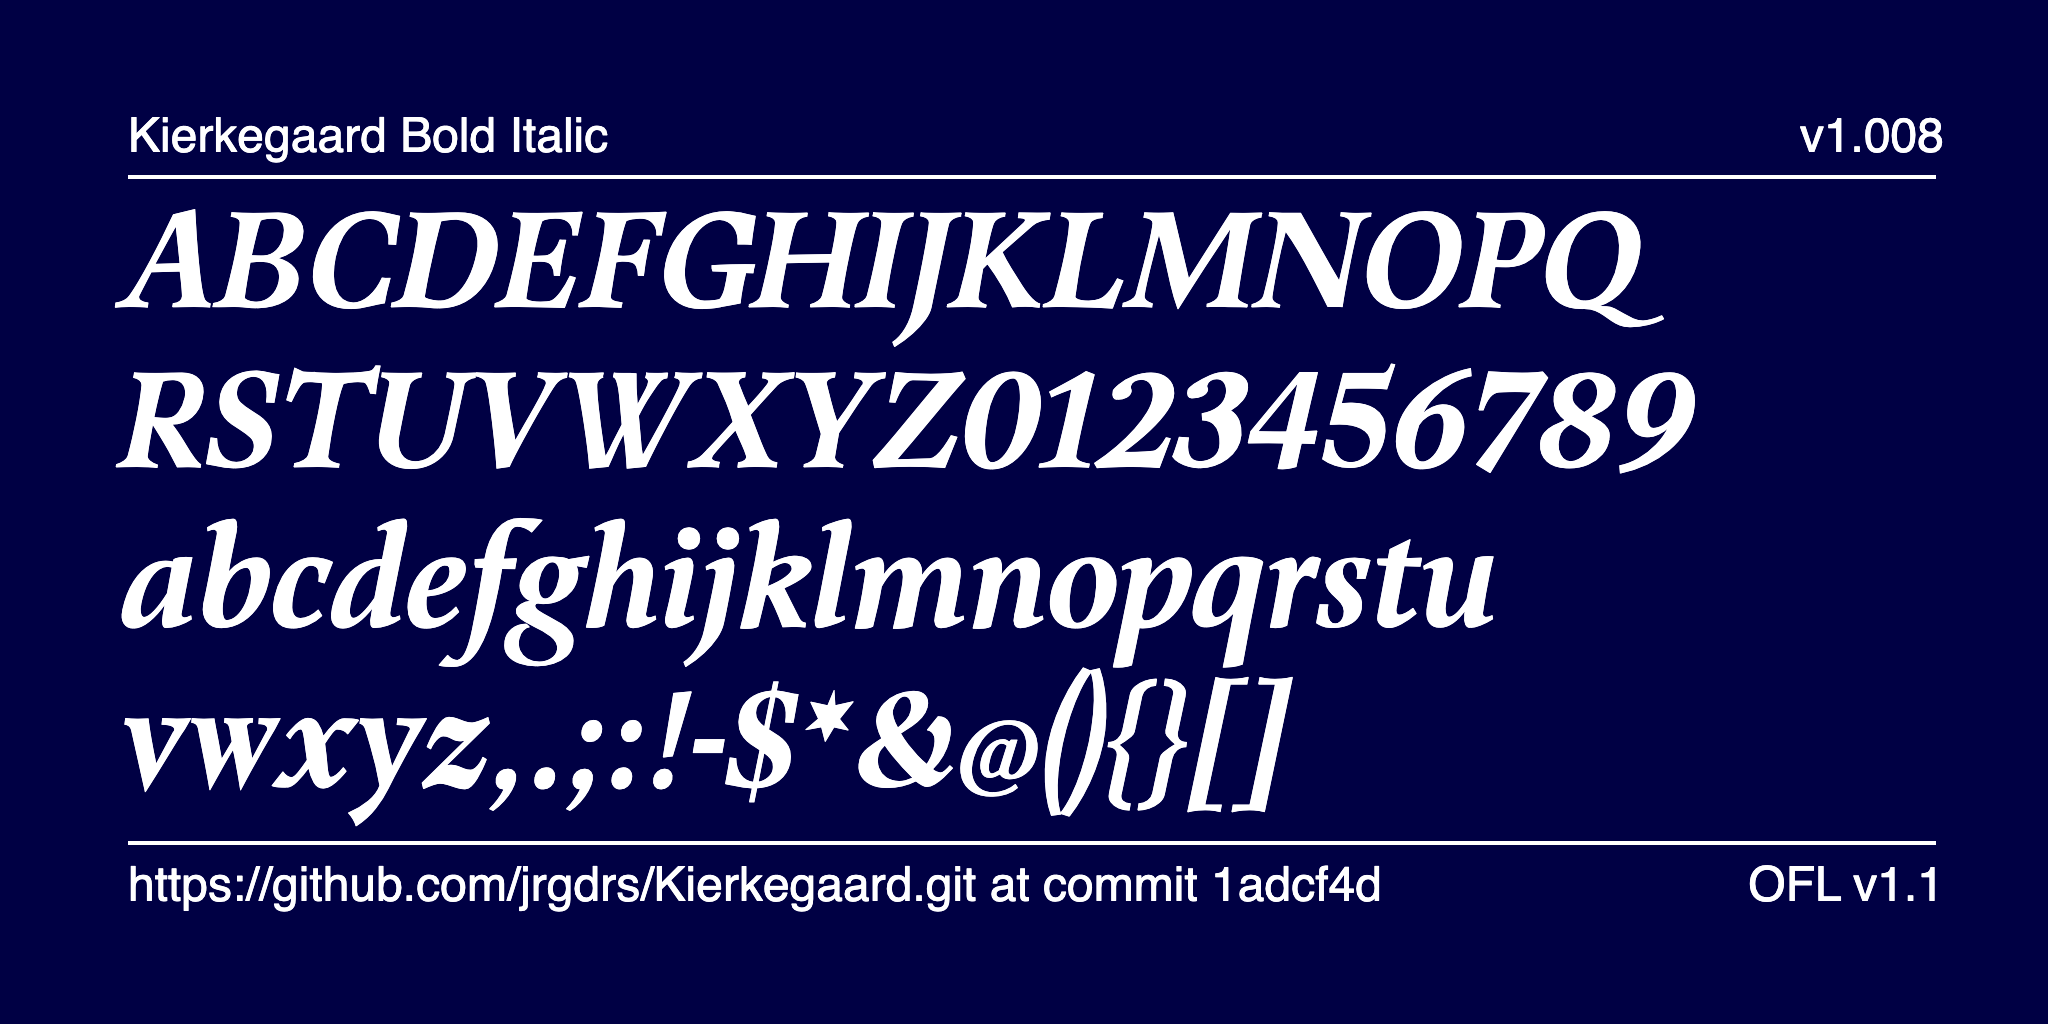 Kierkegaard Bold Italic
v1.008
ABCDEFGHIJKLMNOPQ
RSTUVWXYZ0123456789
abcdefghijklmnopqrstu
vwxyz,.;:!-$*&@(){}[]
https://github.com/jrgdrs/Kierkegaard.git at commit 1adcf4d
OFL v1.1